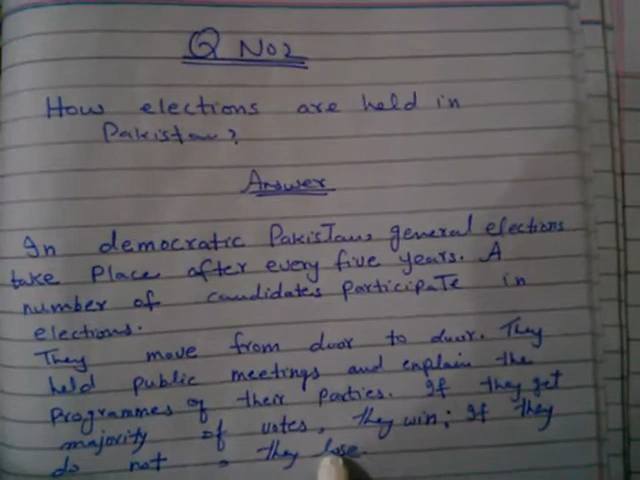 Q No 2
How elections are held in
Pakistan?
Answer
In democratic Pakistan, general elections
take Place after every five years. A
number of candidates participate in
elections.
They move from door to door. They
held public meetings and explain the
Programmes of their parties. If they get
majority of votes, they win; If they
do not, they lose.